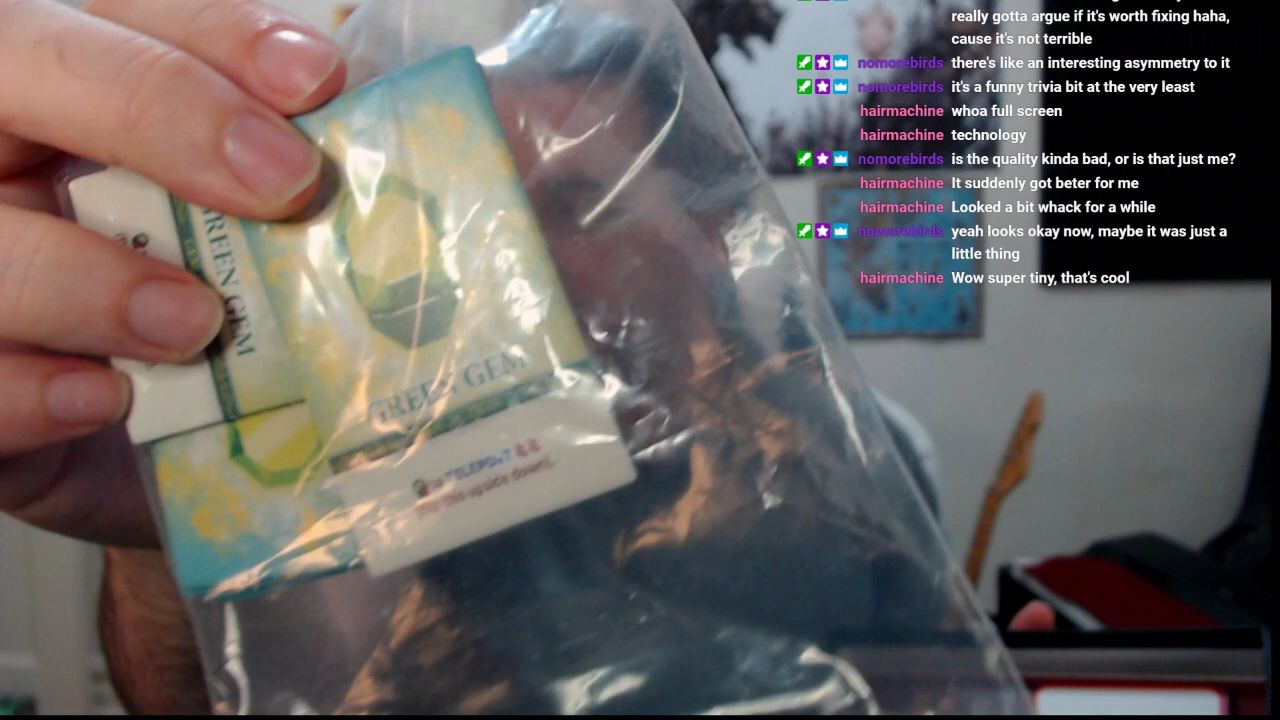 really gotta argue if it's worth fixing haha,
cause it's not terrible
nomorebirds there's like an interesting asymmetry to it
nomorebirds it's a funny trivia bit at the very least
hairmachine whoa full screen
hairmachine technology
nomorebirds is the quality kinda bad, or is that just me?
hairmachine It suddenly got beter for me
hairmachine Looked a bit whack for a while
nomorebirds yeah looks okay now, maybe it was just a
little thing
hairmachine Wow super tiny, that's cool
GREEN GEM
GREEN GEM
TELEPORT
this upside down).